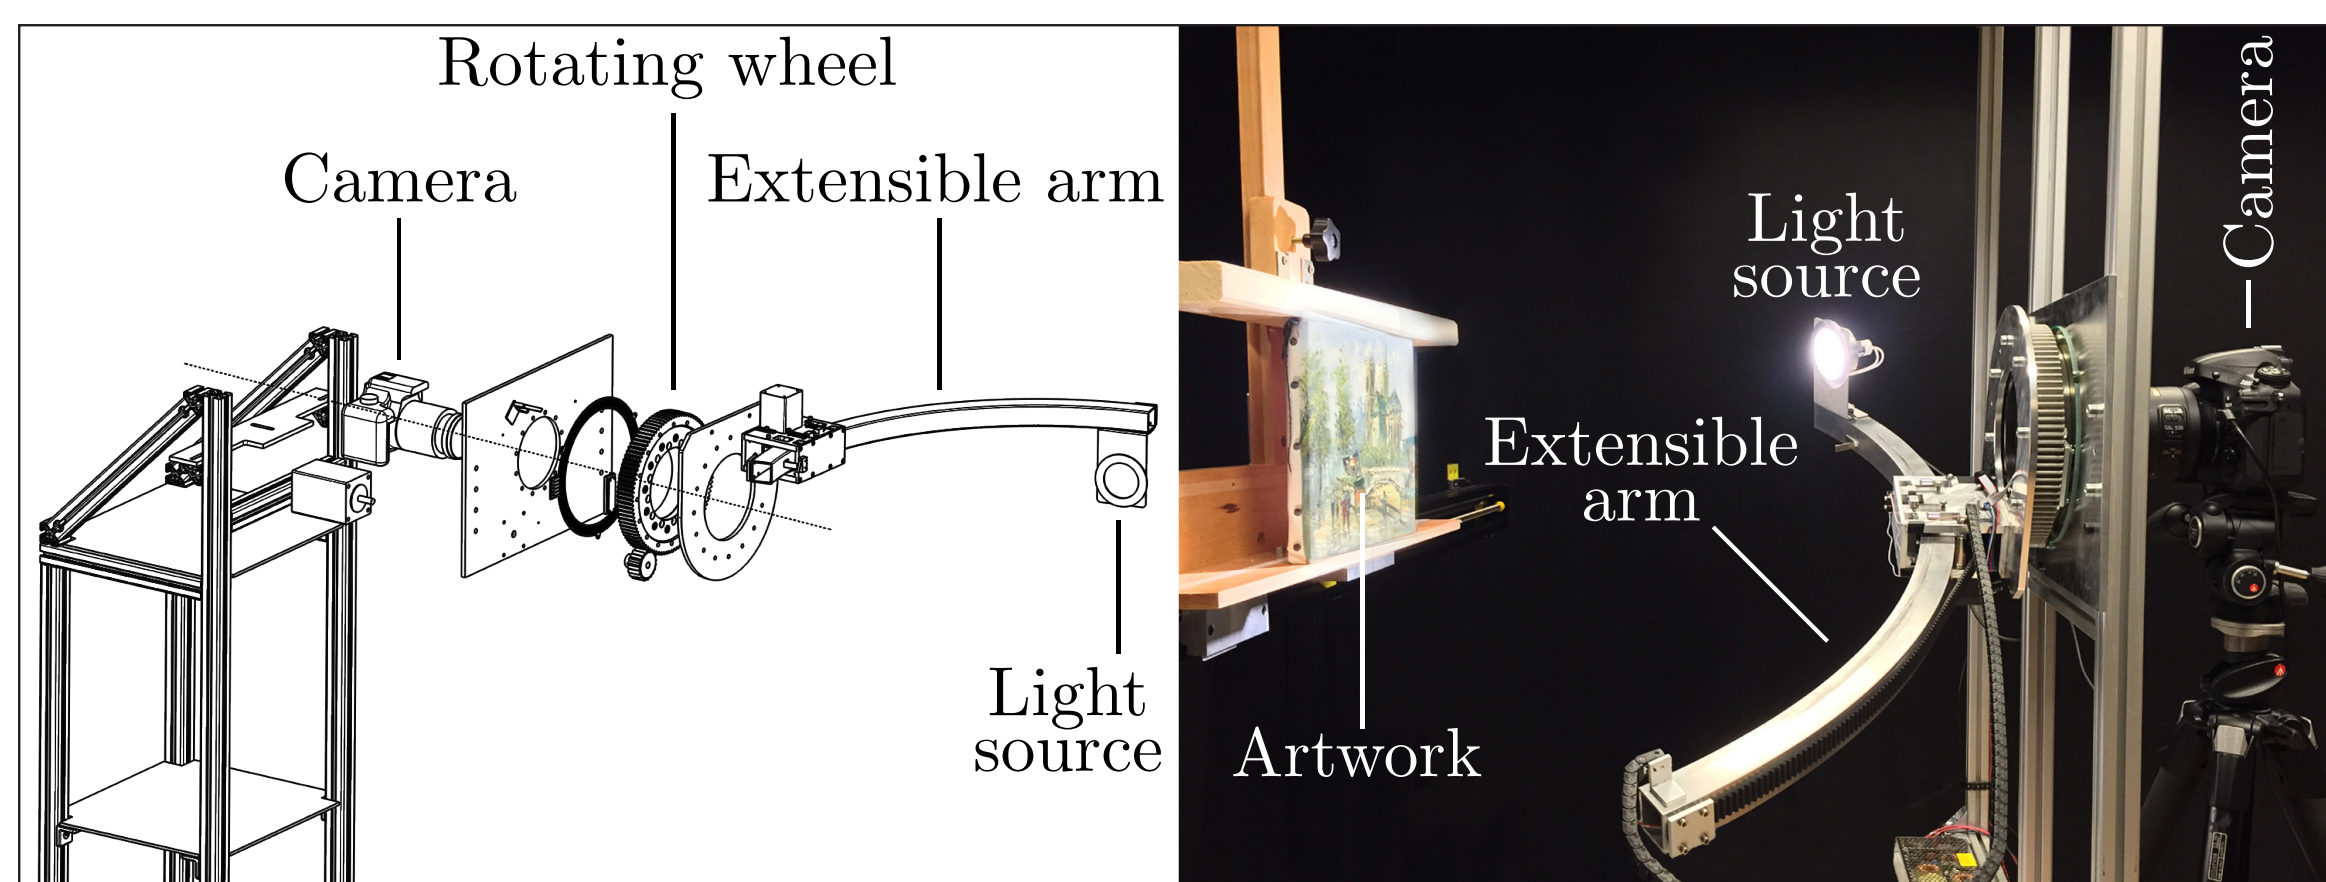 Rotating wheel
Camera
Extensible arm
Light
source
Light
source
Extensible
arm
Artwork
Camera